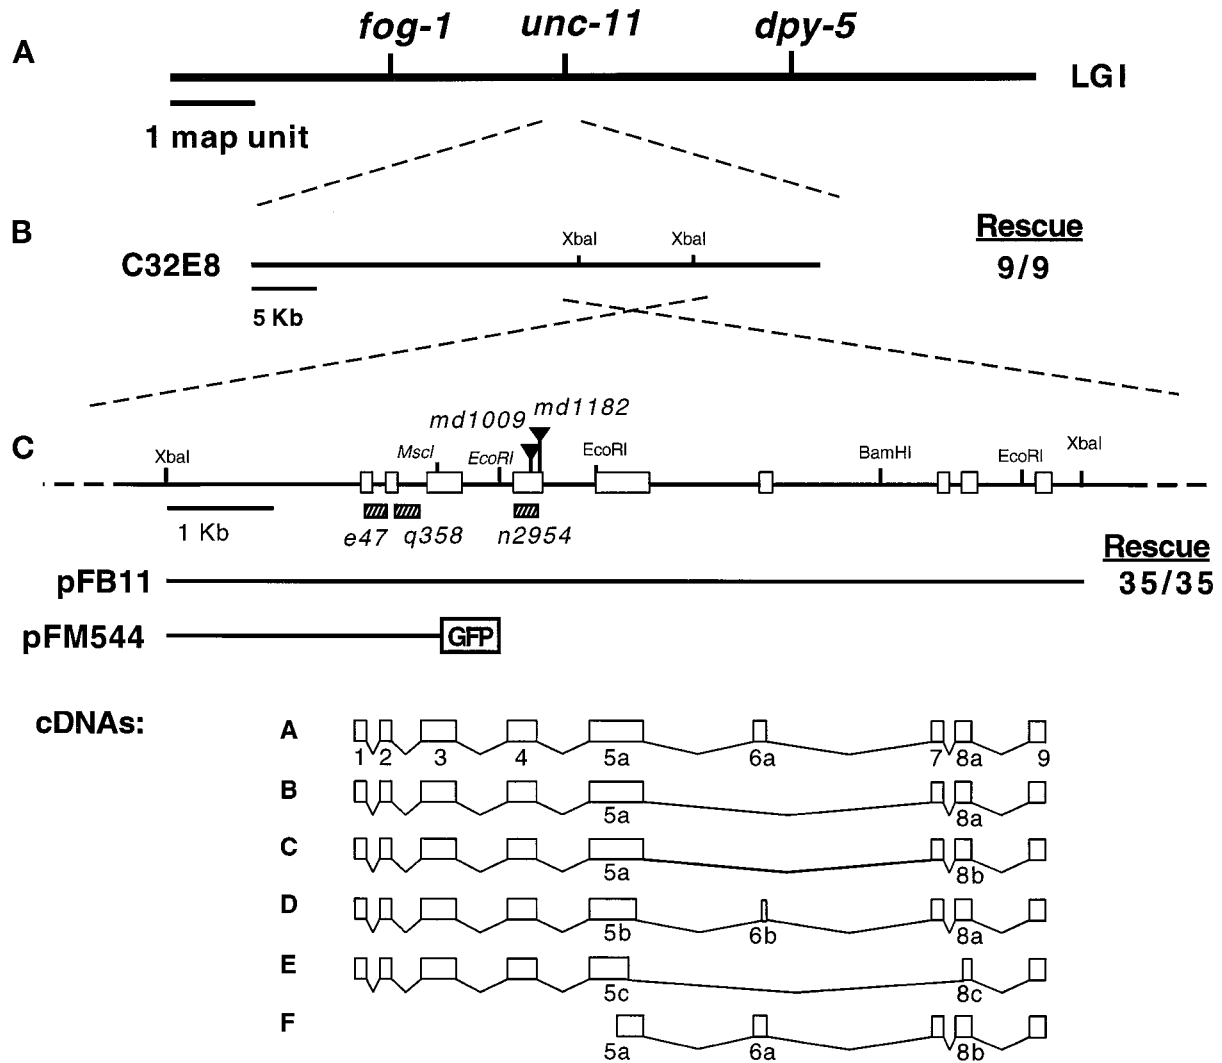 A
fog-1 unc-11 dpy-5
LGI
1 map unit
B
XbaI XbaI
Rescue
C32E8
9/9
5 Kb
C
md1009 md1182
XbaI MscI EcoRI EcoRI BamHI EcoRI XbaI
1 Kb
e47 q358 n2954
Rescue
pFB11
35/35
pFM544 GFP
cDNAs:
A
1 2 3 4 5a 6a 7 8a 9
B
5a 8a
C
5a 8b
D
5b 6b 8a
E
5c 8c
F
5a 6a 8b